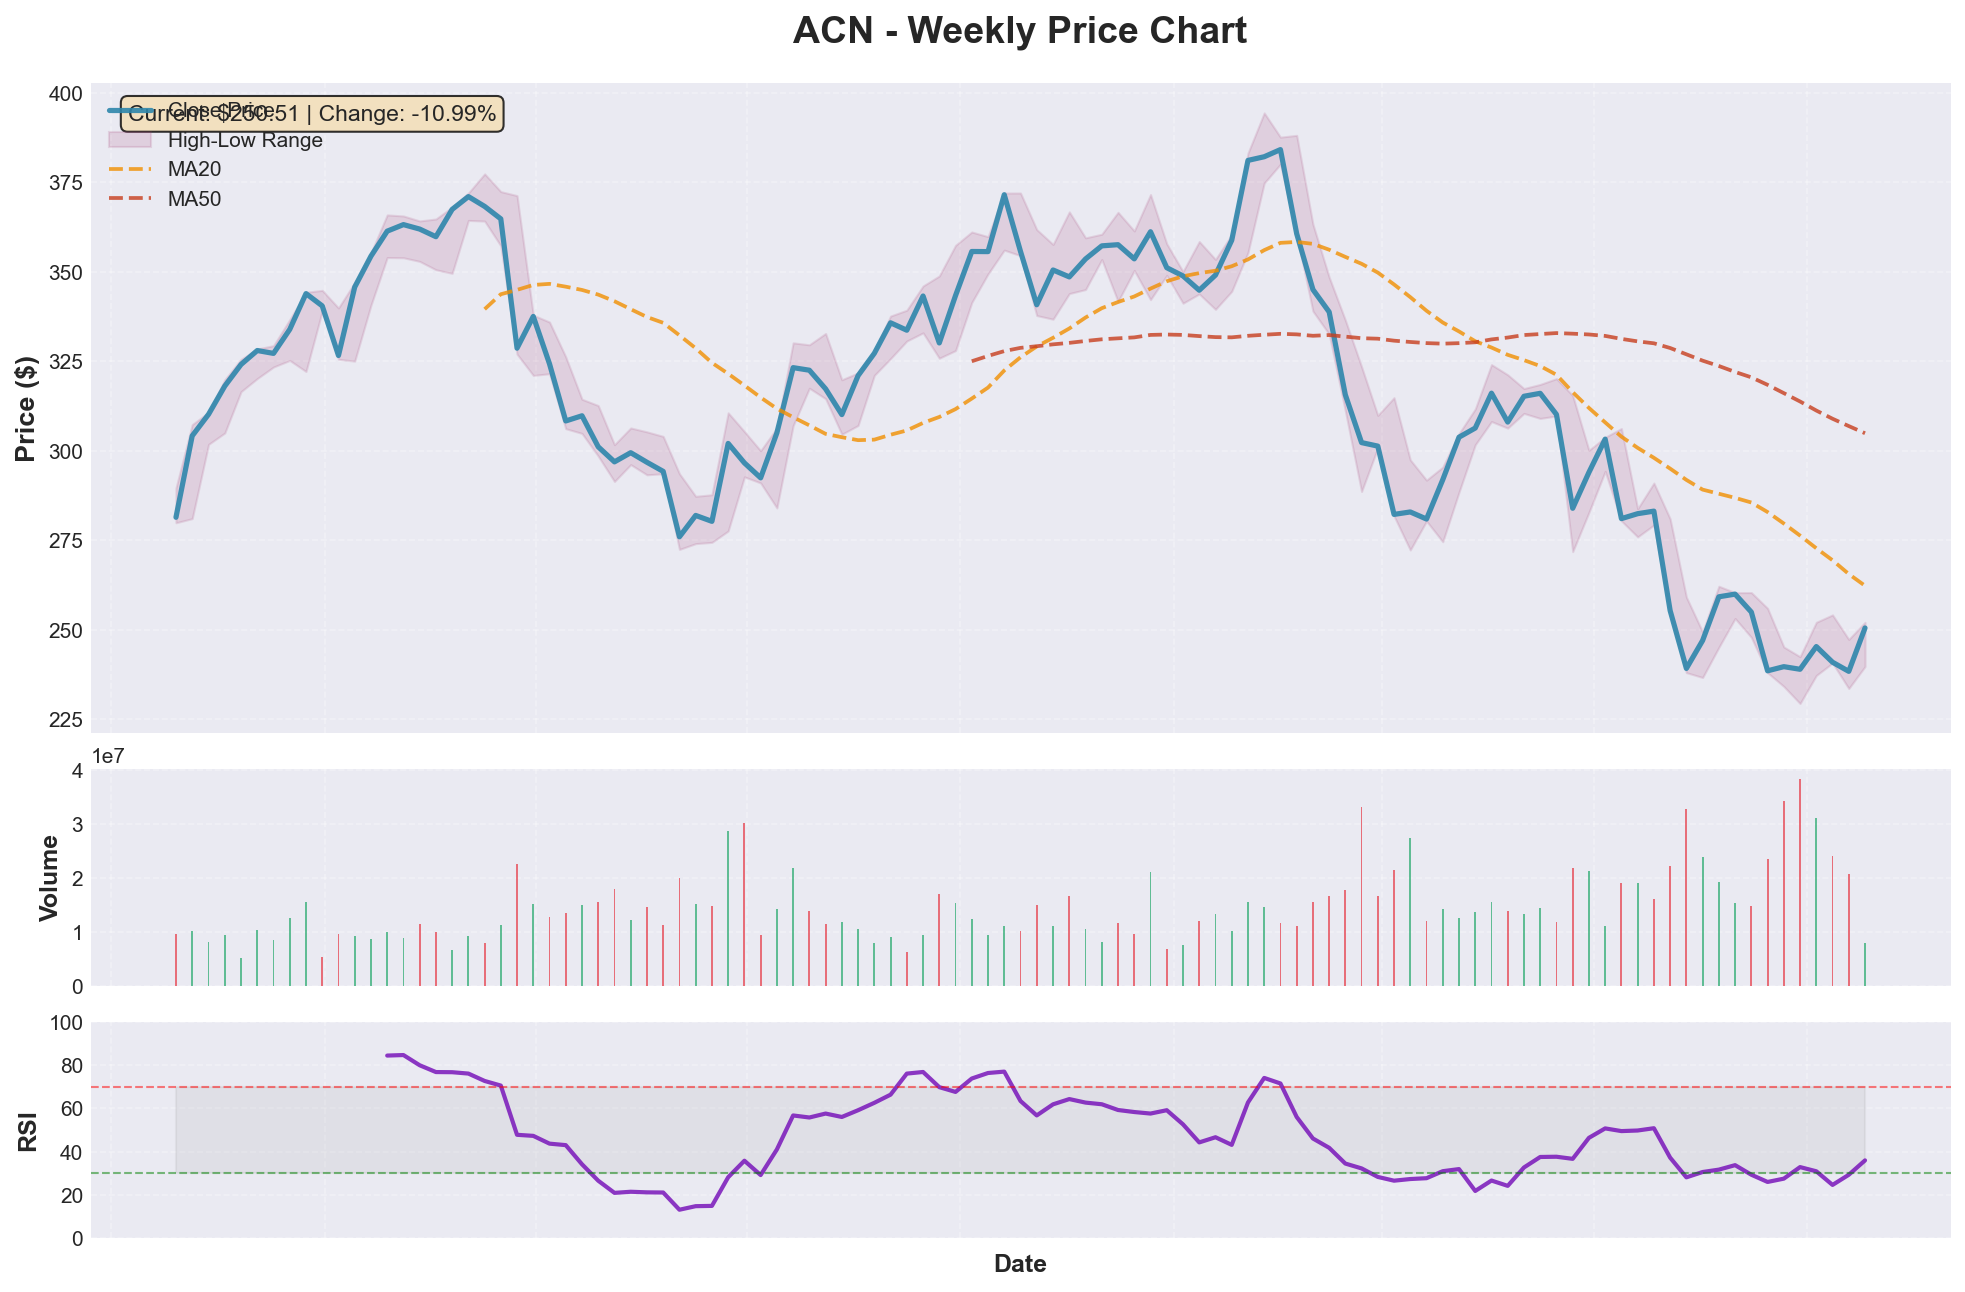 ACN - Weekly Price Chart
Current: $250.51 | Change: -10.99%
Close Price
High-Low Range
MA20
MA50
Price ($)
400
375
350
325
300
275
250
225
1e7
Volume
4
3
2
1
0
RSI
100
80
60
40
20
0
Date